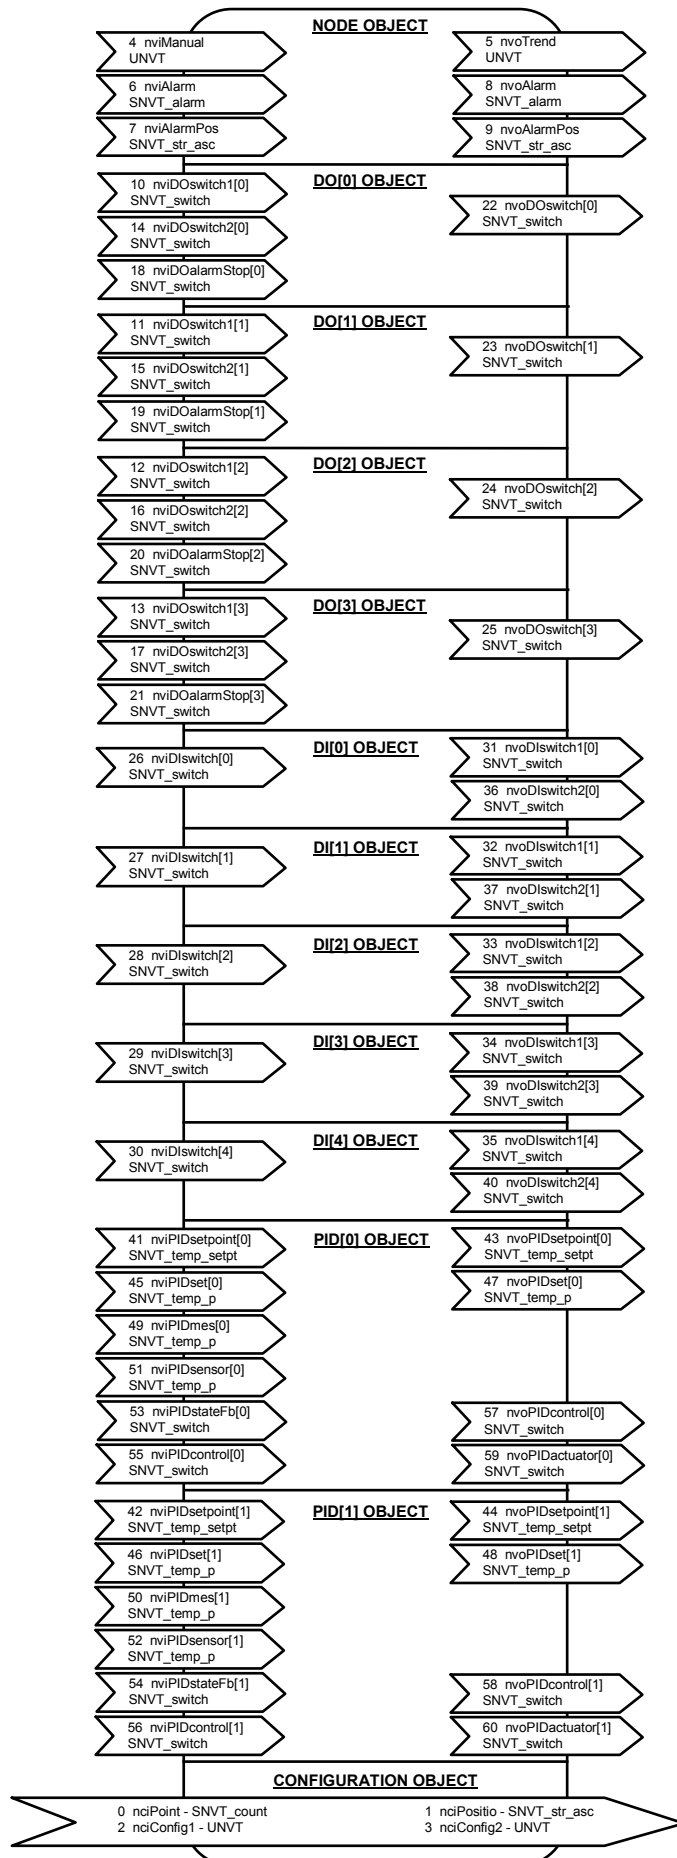 NODE OBJECT
4 nviManual
UNVT
5 nvoTrend
UNVT
6 nviAlarm
SNVT_alarm
8 nvoAlarm
SNVT_alarm
7 nviAlarmPos
SNVT_str_asc
9 nvoAlarmPos
SNVT_str_asc
DO[0] OBJECT
10 nviDOswitch1[0]
SNVT_switch
22 nvoDOswitch[0]
SNVT_switch
14 nviDOswitch2[0]
SNVT_switch
18 nviDOalarmStop[0]
SNVT_switch
DO[1] OBJECT
11 nviDOswitch1[1]
SNVT_switch
23 nvoDOswitch[1]
SNVT_switch
15 nviDOswitch2[1]
SNVT_switch
19 nviDOalarmStop[1]
SNVT_switch
DO[2] OBJECT
12 nviDOswitch1[2]
SNVT_switch
24 nvoDOswitch[2]
SNVT_switch
16 nviDOswitch2[2]
SNVT_switch
20 nviDOalarmStop[2]
SNVT_switch
DO[3] OBJECT
13 nviDOswitch1[3]
SNVT_switch
25 nvoDOswitch[3]
SNVT_switch
17 nviDOswitch2[3]
SNVT_switch
21 nviDOalarmStop[3]
SNVT_switch
DI[0] OBJECT
26 nviDIswitch[0]
SNVT_switch
31 nvoDIswitch1[0]
SNVT_switch
36 nvoDIswitch2[0]
SNVT_switch
DI[1] OBJECT
27 nviDIswitch[1]
SNVT_switch
32 nvoDIswitch1[1]
SNVT_switch
37 nvoDIswitch2[1]
SNVT_switch
DI[2] OBJECT
28 nviDIswitch[2]
SNVT_switch
33 nvoDIswitch1[2]
SNVT_switch
38 nvoDIswitch2[2]
SNVT_switch
DI[3] OBJECT
29 nviDIswitch[3]
SNVT_switch
34 nvoDIswitch1[3]
SNVT_switch
39 nvoDIswitch2[3]
SNVT_switch
DI[4] OBJECT
30 nviDIswitch[4]
SNVT_switch
35 nvoDIswitch1[4]
SNVT_switch
40 nvoDIswitch2[4]
SNVT_switch
PID[0] OBJECT
41 nviPIDsetpoint[0]
SNVT_temp_setpt
43 nvoPIDsetpoint[0]
SNVT_temp_setpt
45 nviPIDset[0]
SNVT_temp_p
47 nvoPIDset[0]
SNVT_temp_p
49 nviPIDmes[0]
SNVT_temp_p
51 nviPIDsensor[0]
SNVT_temp_p
53 nviPIDstateFb[0]
SNVT_switch
57 nvoPIDcontrol[0]
SNVT_switch
55 nviPIDcontrol[0]
SNVT_switch
59 nvoPIDactuator[0]
SNVT_switch
PID[1] OBJECT
42 nviPIDsetpoint[1]
SNVT_temp_setpt
44 nvoPIDsetpoint[1]
SNVT_temp_setpt
46 nviPIDset[1]
SNVT_temp_p
48 nvoPIDset[1]
SNVT_temp_p
50 nviPIDmes[1]
SNVT_temp_p
52 nviPIDsensor[1]
SNVT_temp_p
54 nviPIDstateFb[1]
SNVT_switch
58 nvoPIDcontrol[1]
SNVT_switch
56 nviPIDcontrol[1]
SNVT_switch
60 nvoPIDactuator[1]
SNVT_switch
CONFIGURATION OBJECT
0 nciPoint - SNVT_count
1 nciPositio - SNVT_str_asc
2 nciConfig1 - UNVT
3 nciConfig2 - UNVT